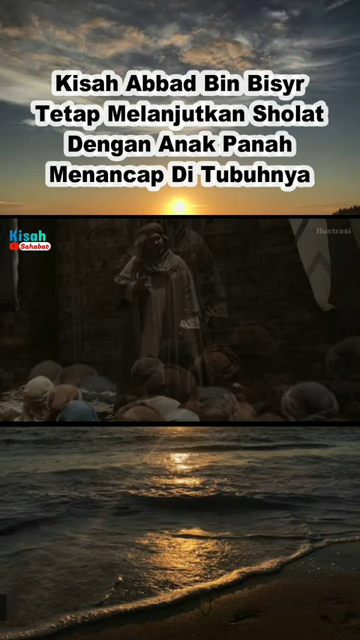 Kisah Abbad Bin Bisyr
Tetap Melanjutkan Sholat
Dengan Anak Panah
Menancap Di Tubuhnya
Kisah
Sahabat
Ilustrasi